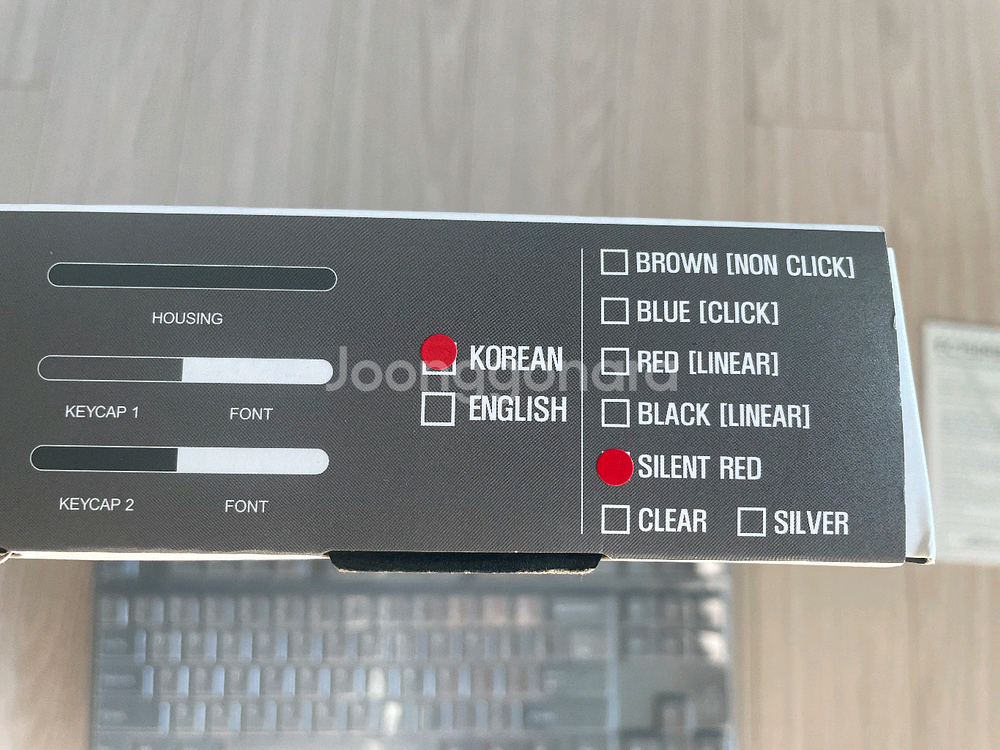 HOUSING
KEYCAP 1 FONT
KEYCAP 2 FONT
KOREAN
ENGLISH
BROWN [NON CLICK]
BLUE [CLICK]
RED [LINEAR]
BLACK [LINEAR]
SILENT RED
CLEAR SILVER
Joonggonara